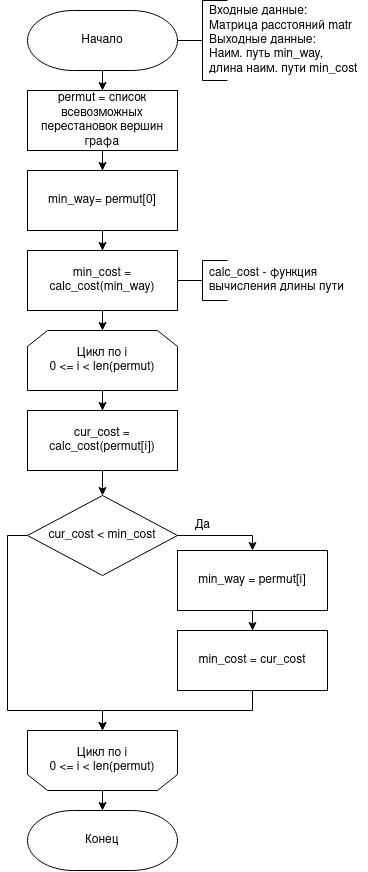 Начало
Входные данные:
Матрица расстояний matr
Выходные данные:
Наим. путь min_way,
длина наим. пути min_cost
permut = список
всевозможных
перестановок вершин
графа
min_way= permut[0]
min_cost =
calc_cost(min_way)
calc_cost - функция
вычисления длины пути
Цикл по i
0 <= i < len(permut)
cur_cost =
calc_cost(permut[i])
cur_cost < min_cost
Да
min_way = permut[i]
min_cost = cur_cost
Цикл по i
0 <= i < len(permut)
Конец